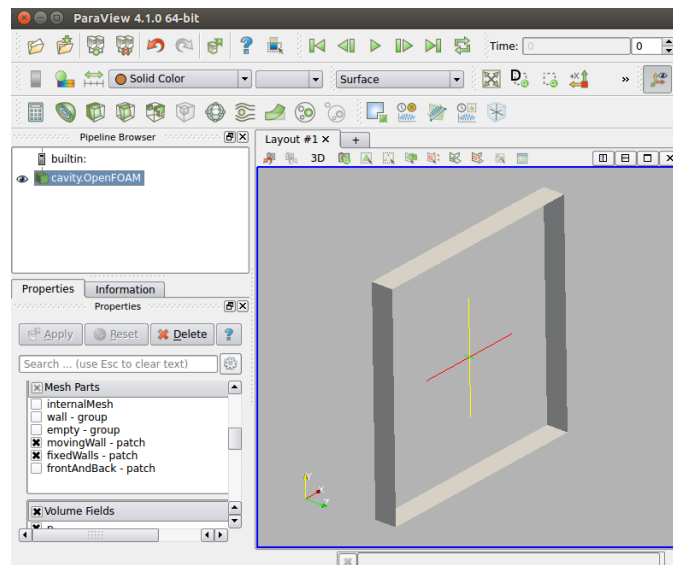 ParaView 4.1.0 64-bit
Time: 0 0
Solid Color Surface »
Pipeline Browser
Layout #1 X +
builtin:
3D
cavity.OpenFOAM
Properties Information
Properties
Apply Reset Delete ?
Search ... (use Esc to clear text)
Mesh Parts
internalMesh
wall - group
empty - group
movingWall - patch
fixedWalls - patch
frontAndBack - patch
Y
X
Z
Volume Fields